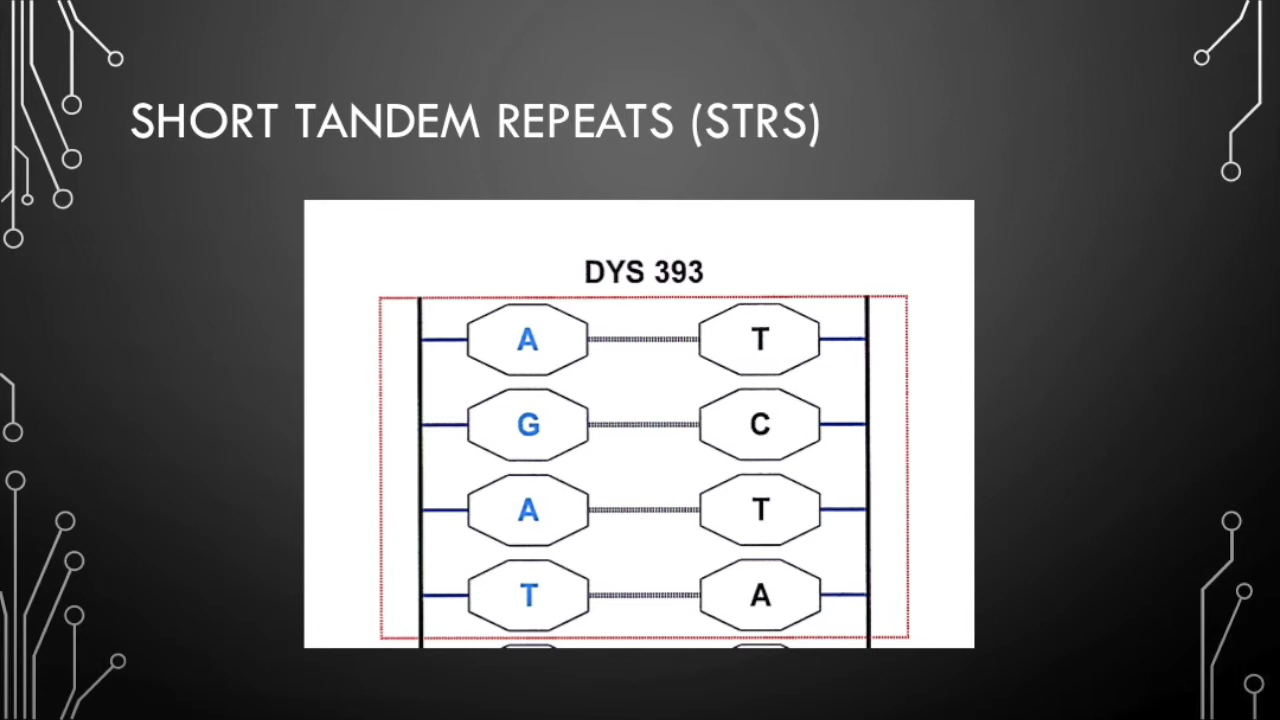 SHORT TANDEM REPEATS (STRS)
DYS 393
A T
G C
A T
T A